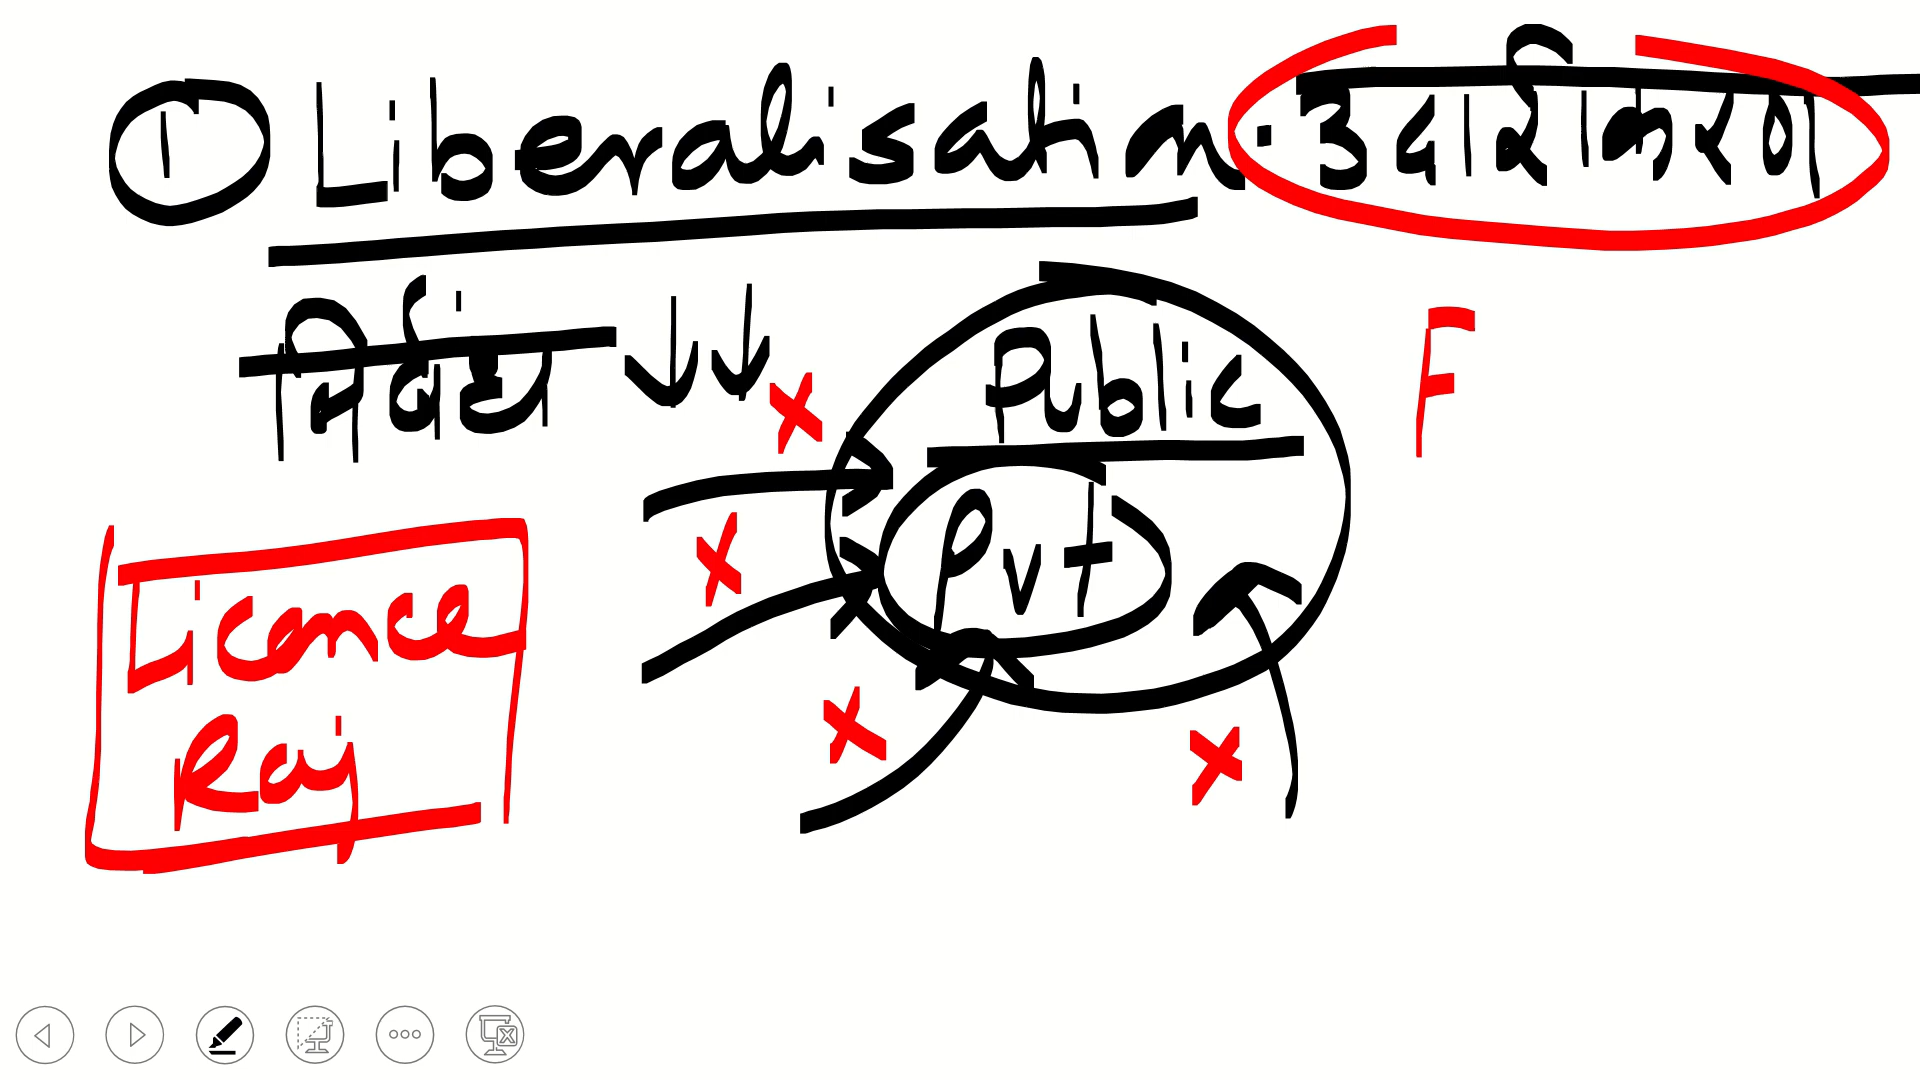 ① Liberalisation. उदारीकरण
निर्बंध ↓↓
Public
F
Pvt
x
x
x
x
Licence
Raj